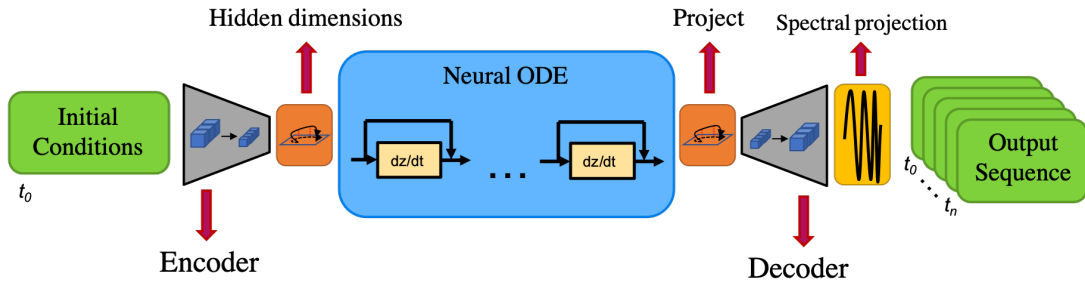 Hidden dimensions
Project
Spectral projection
Neural ODE
Initial
Conditions
dz/dt
...
dz/dt
Output
Sequence
t0
t0
tn
Encoder
Decoder